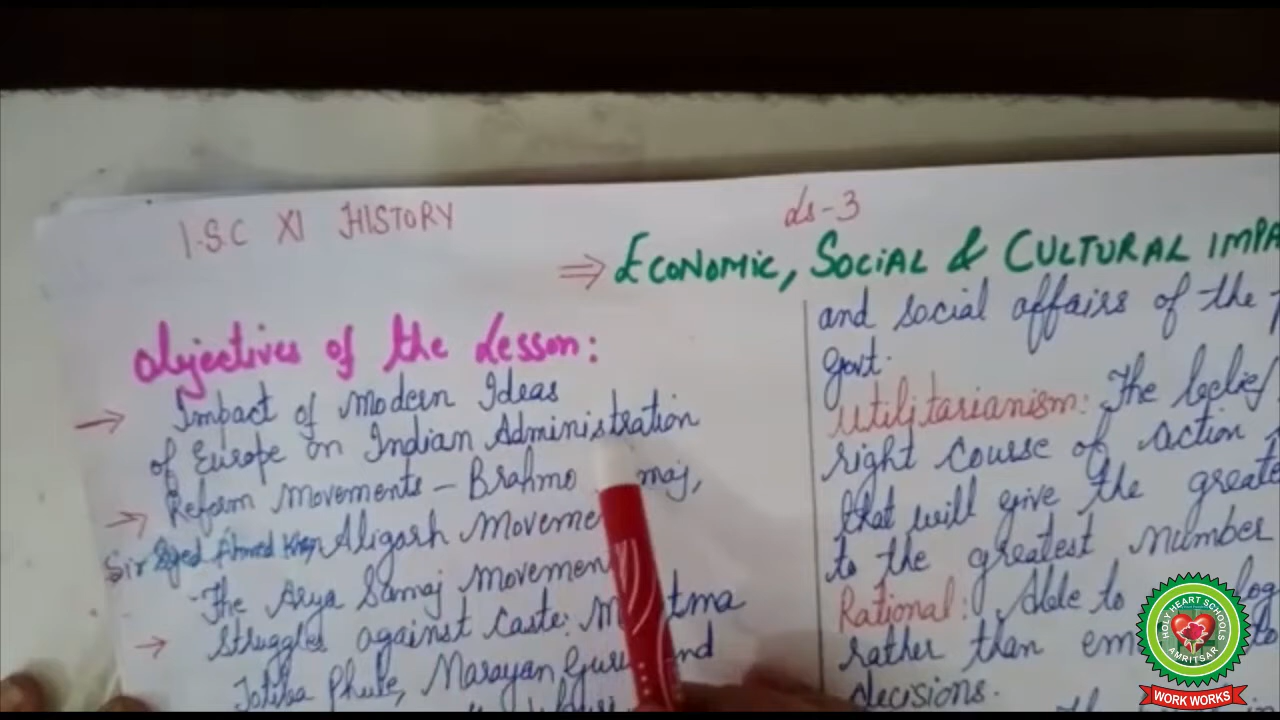 I.S.C XI HISTORY
Ls-3
⇒ ECONOMIC, SOCIAL & CULTURAL IMPA
Objectives of the Lesson:
→ Impact of Modern Ideas
of Europe on Indian Administration
→ Reform Movements - Brahmo maj,
Sir Syed Ahmed Khan Aligarh Moveme
The Arya Samaj Movemen
→ Struggles against Caste: M tma
Jotiba Phule, Narayan Guru and
and social affairs of the
govt.
Utilitarianism: The belief
right course of action
that will give the greate
to the greatest number
Rational: Able to log
rather than em
decisions.
HOLY HEART SCHOOLS
AMRITSAR
WORK WORKS